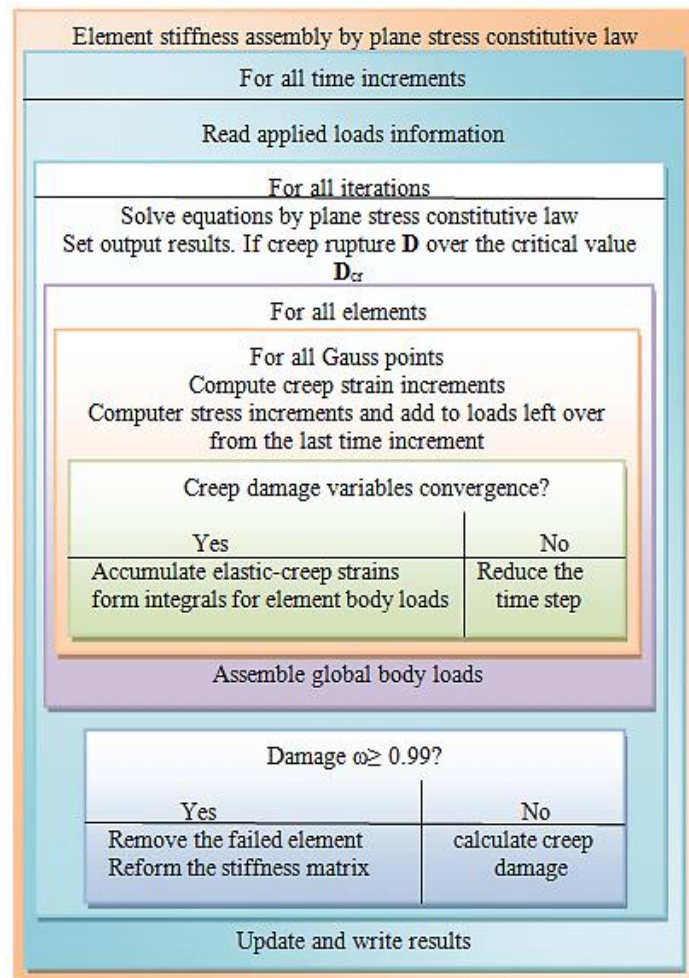 Element stiffness assembly by plane stress constitutive law
For all time increments
Read applied loads information
For all iterations
Solve equations by plane stress constitutive law
Set output results. If creep rupture D over the critical value
Dcr
For all elements
For all Gauss points
Compute creep strain increments
Computer stress increments and add to loads left over
from the last time increment
Creep damage variables convergence?
Yes No
Accumulate elastic-creep strains Reduce the
form integrals for element body loads time step
Assemble global body loads
Damage ω≥ 0.99?
Yes No
Remove the failed element calculate creep
Reform the stiffness matrix damage
Update and write results